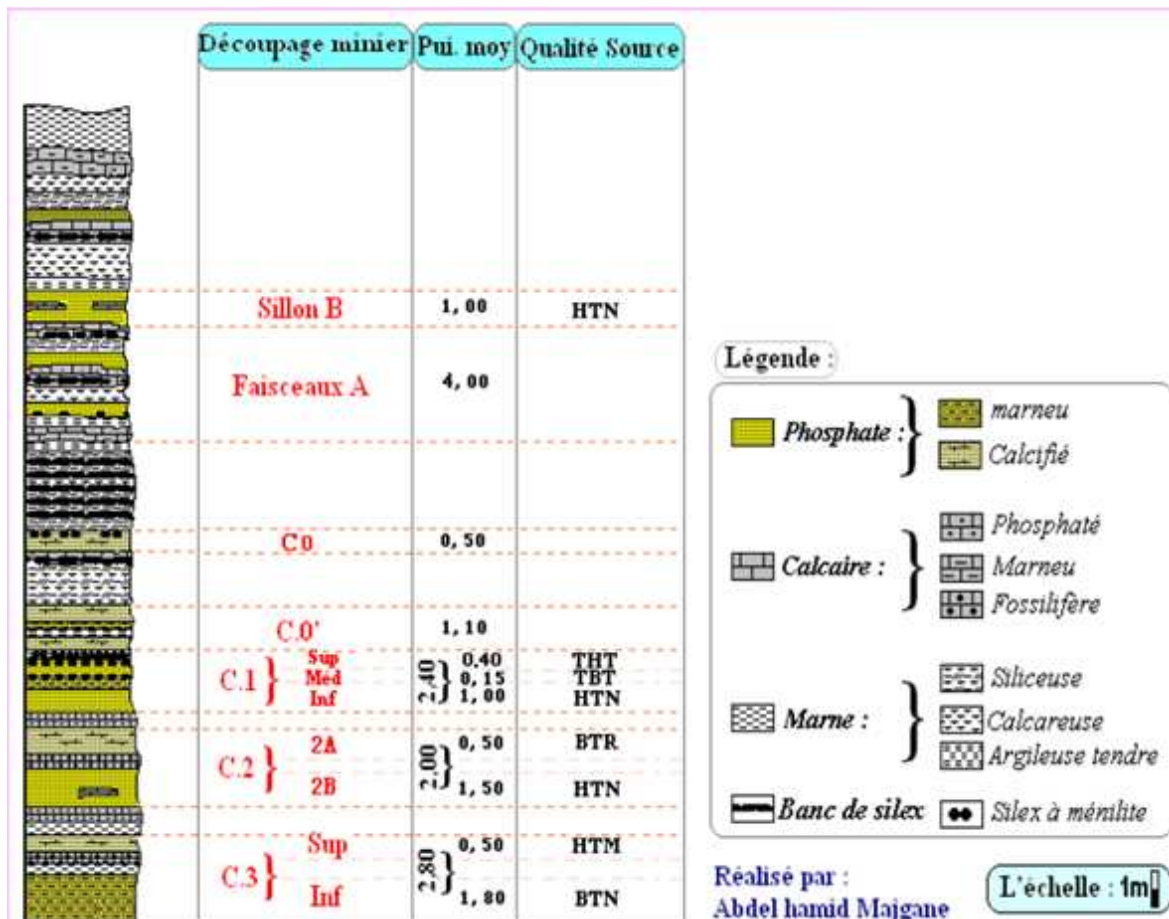 Découpage minier Pui. moy Qualité Source
Sillon B 1,00 HTN
Faisceaux A 4,00
C0 0,50
C.0' 1,10
C.1 Sup 2,40 0,40 THT
Méd 0,15 TBT
Inf 1,00 HTN
C.2 2A 2,00 0,50 BTR
2B 1,50 HTN
C.3 Sup 2,80 0,50 HTM
Inf 1,80 BTN
Légende :
Phosphate :
marneu
Calcifié
Calcaire :
Phosphaté
Marneu
Fossilifère
Marne :
Siliceuse
Calcareuse
Argileuse tendre
Banc de silex
Silex à ménilite
Réalisé par :
Abdel hamid Majgane
L'échelle : 1m